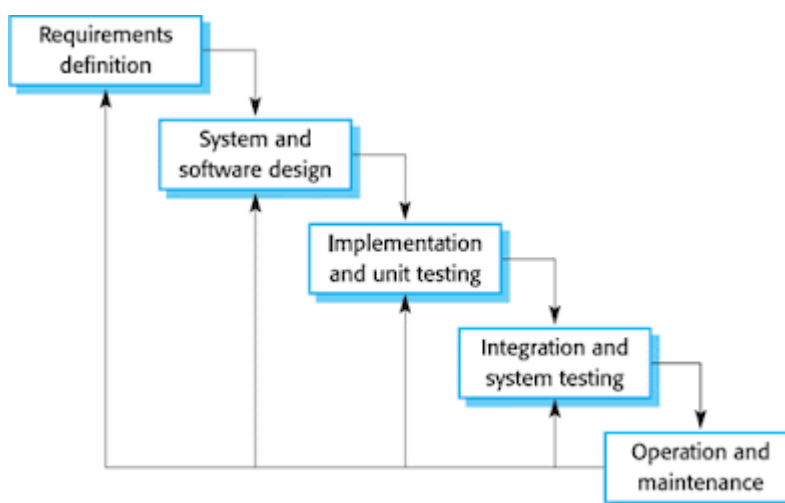 Requirements
definition
System and
software design
Implementation
and unit testing
Integration and
system testing
Operation and
maintenance